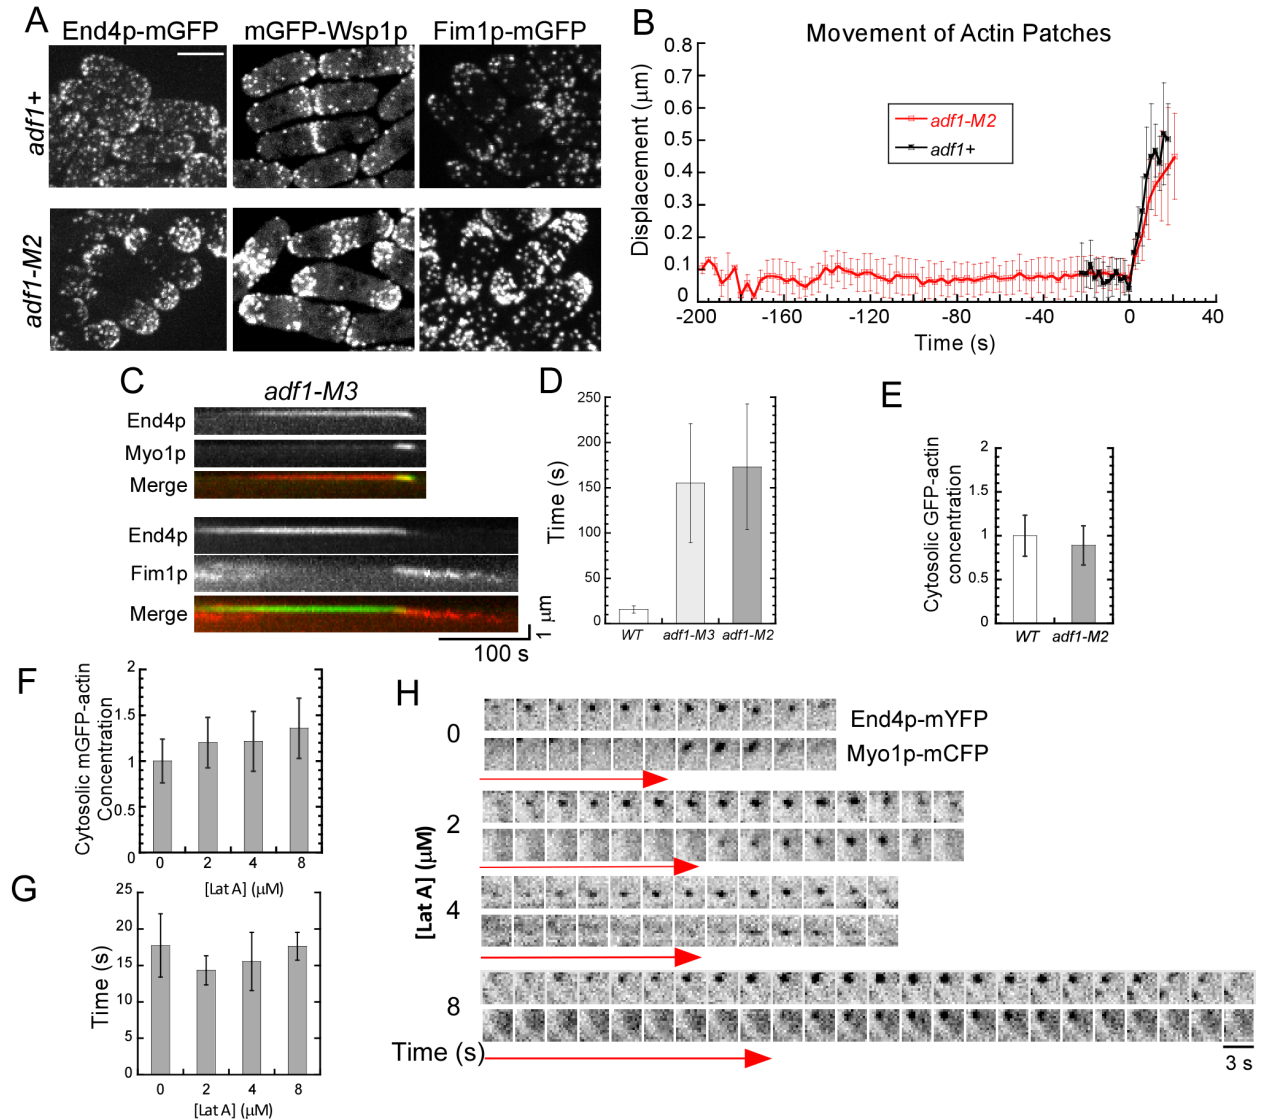 A
End4p-mGFP mGFP-Wsp1p Fim1p-mGFP
adf1+
adf1-M2
B
Movement of Actin Patches
Displacement (μm)
0.8
0.7
0.6
0.5
0.4
0.3
0.2
0.1
0
adf1-M2
adf1+
-200 -160 -120 -80 -40 0 40
Time (s)
C
adf1-M3
End4p
Myo1p
Merge
End4p
Fim1p
Merge
1 μm
100 s
D
Time (s)
250
200
150
100
50
0
WT adf1-M3 adf1-M2
E
Cytosolic GFP-actin
concentration
2
1.5
1
0.5
0
WT adf1-M2
F
Cytosolic mGFP-actin
Concentration
2
1.5
1
0.5
0
0 2 4 8
[Lat A] (μM)
G
Time (s)
25
20
15
10
5
0
0 2 4 8
[Lat A] (μM)
H
[Lat A] (μM)
0
End4p-mYFP
Myo1p-mCFP
2
4
8
Time (s)
3 s